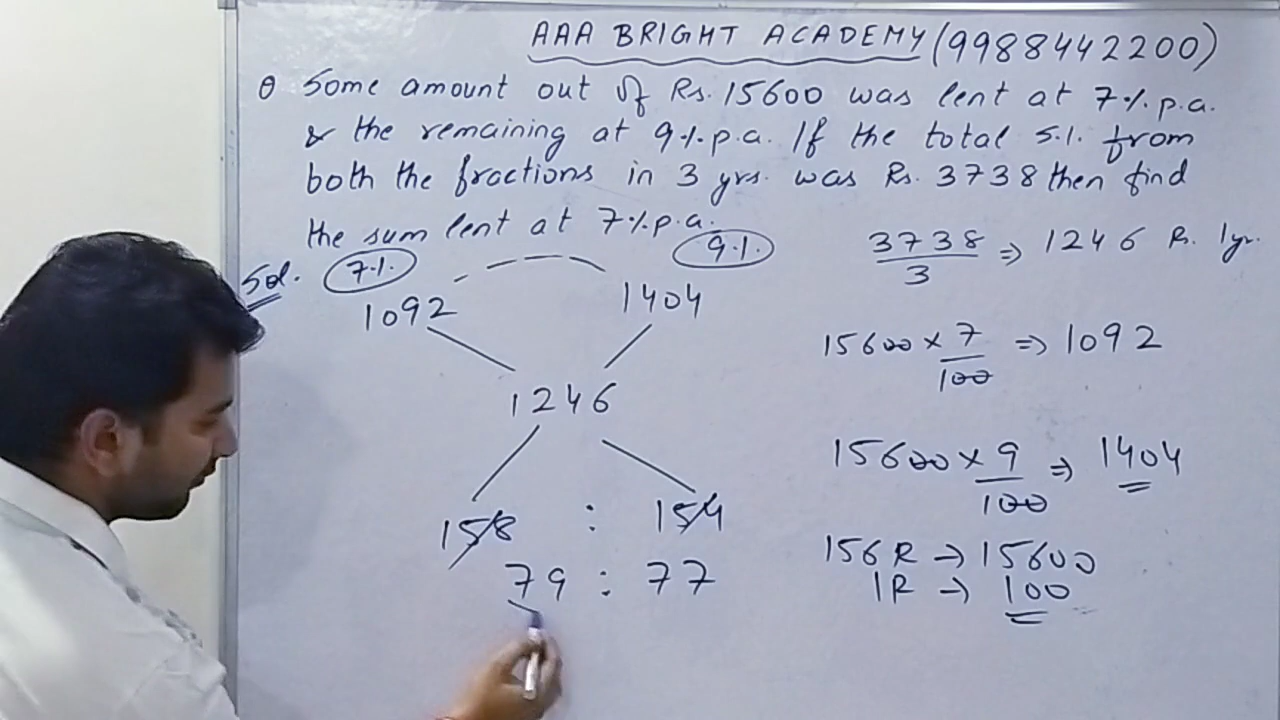 AAA BRIGHT ACADEMY (9988442200)
Q Some amount out of Rs. 15600 was lent at 7% p.a.
& the remaining at 9% p.a. If the total S.I. from
both the fractions in 3 yrs. was Rs. 3738 then find
the sum lent at 7% p.a.
Sol. 7% 9%
1092 1404
1246
158 : 154
79 : 77
3738/3 => 1246 Rs. 1yr.
15600 × 7/100 => 1092
15600 × 9/100 => 1404
156R → 15600
1R → 100